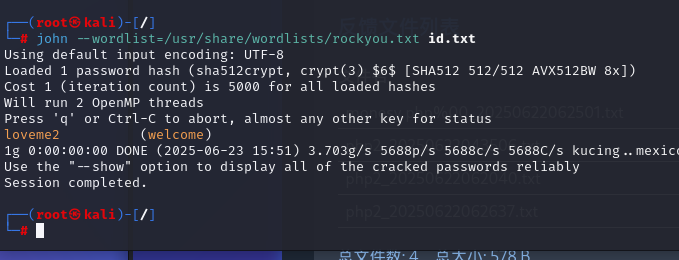 ┌──(root㉿kali)-[/]
└─# john --wordlist=/usr/share/wordlists/rockyou.txt id.txt
Using default input encoding: UTF-8
Loaded 1 password hash (sha512crypt, crypt(3) $6$ [SHA512 512/512 AVX512BW 8x])
Cost 1 (iteration count) is 5000 for all loaded hashes
Will run 2 OpenMP threads
Press 'q' or Ctrl-C to abort, almost any other key for status
loveme2          (welcome)
1g 0:00:00:00 DONE (2025-06-23 15:51) 3.703g/s 5688p/s 5688c/s 5688C/s kucing..mexico
Use the "--show" option to display all of the cracked passwords reliably
Session completed.
┌──(root㉿kali)-[/]
└─#
php2_20250622062040.txt
php2_20250622062637.txt
总文件数: 4 总大小: 578 B